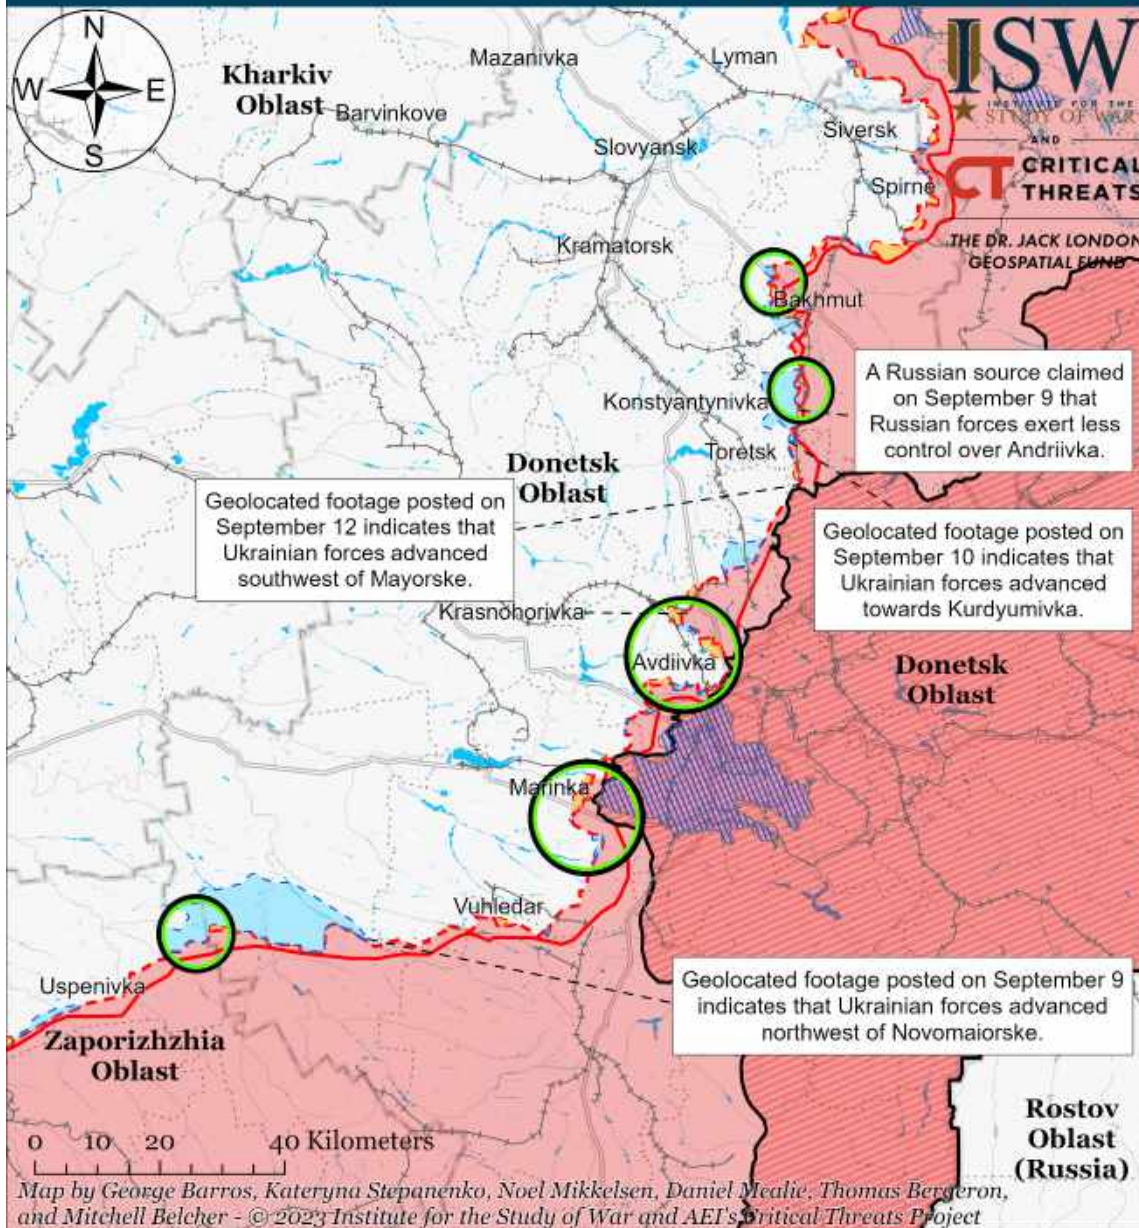 N
W
E
S
Kharkiv
Oblast
Mazanivka
Lyman
Barvinkove
Slovyansk
Siversk
Spirne
Kramatorsk
Bakhmut
ISW
INSTITUTE FOR THE
STUDY OF WAR
AND
CT
CRITICAL
THREATS
THE DR. JACK LONDON
GEOSPATIAL FUND
A Russian source claimed
on September 9 that
Russian forces exert less
control over Andriivka.
Konstyantynivka
Toretsk
Donetsk
Oblast
Geolocated footage posted on
September 12 indicates that
Ukrainian forces advanced
southwest of Mayorske.
Geolocated footage posted on
September 10 indicates that
Ukrainian forces advanced
towards Kurdyumivka.
Krasnohorivka
Avdiivka
Donetsk
Oblast
Marinka
Vuhledar
Uspenivka
Geolocated footage posted on September 9
indicates that Ukrainian forces advanced
northwest of Novomaiorske.
Zaporizhzhia
Oblast
Rostov
Oblast
(Russia)
0 10 20 40 Kilometers
Map by George Barros, Kateryna Stepanenko, Noel Mikkelsen, Daniel Mealie, Thomas Bergeron,
and Mitchell Belcher - © 2023 Institute for the Study of War and AEI's Critical Threats Project